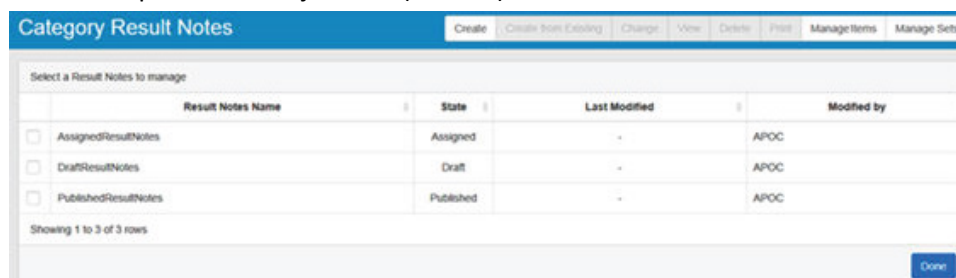 Category Result Notes Create Create from Existing Change View Delete Print Manage Items Manage Sets
Select a Result Notes to manage
Result Notes Name State Last Modified Modified by
AssignedResultNotes Assigned - APOC
DraftResultNotes Draft - APOC
PublishedResultNotes Published - APOC
Showing 1 to 3 of 3 rows
Done